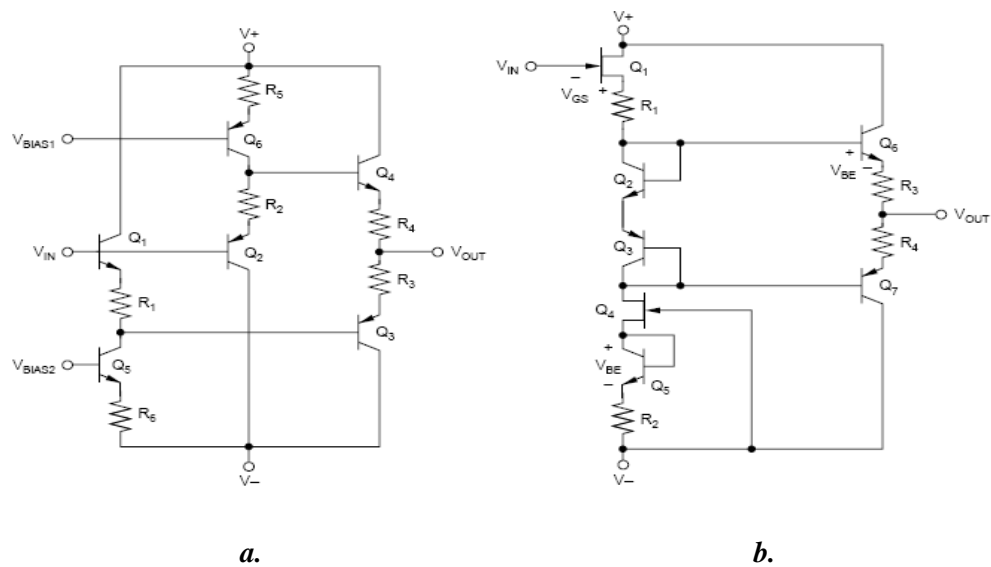 V+
R5
VBIAS1
Q6
Q4
R2
R4
VIN
Q1
Q2
VOUT
R1
R3
Q3
VBIAS2
Q5
R6
V–
a.
V+
VIN
Q1
–
VGS
+
R1
Q6
+
VBE
–
Q2
R3
VOUT
Q3
R4
Q7
Q4
+
VBE
–
Q5
R2
V–
b.